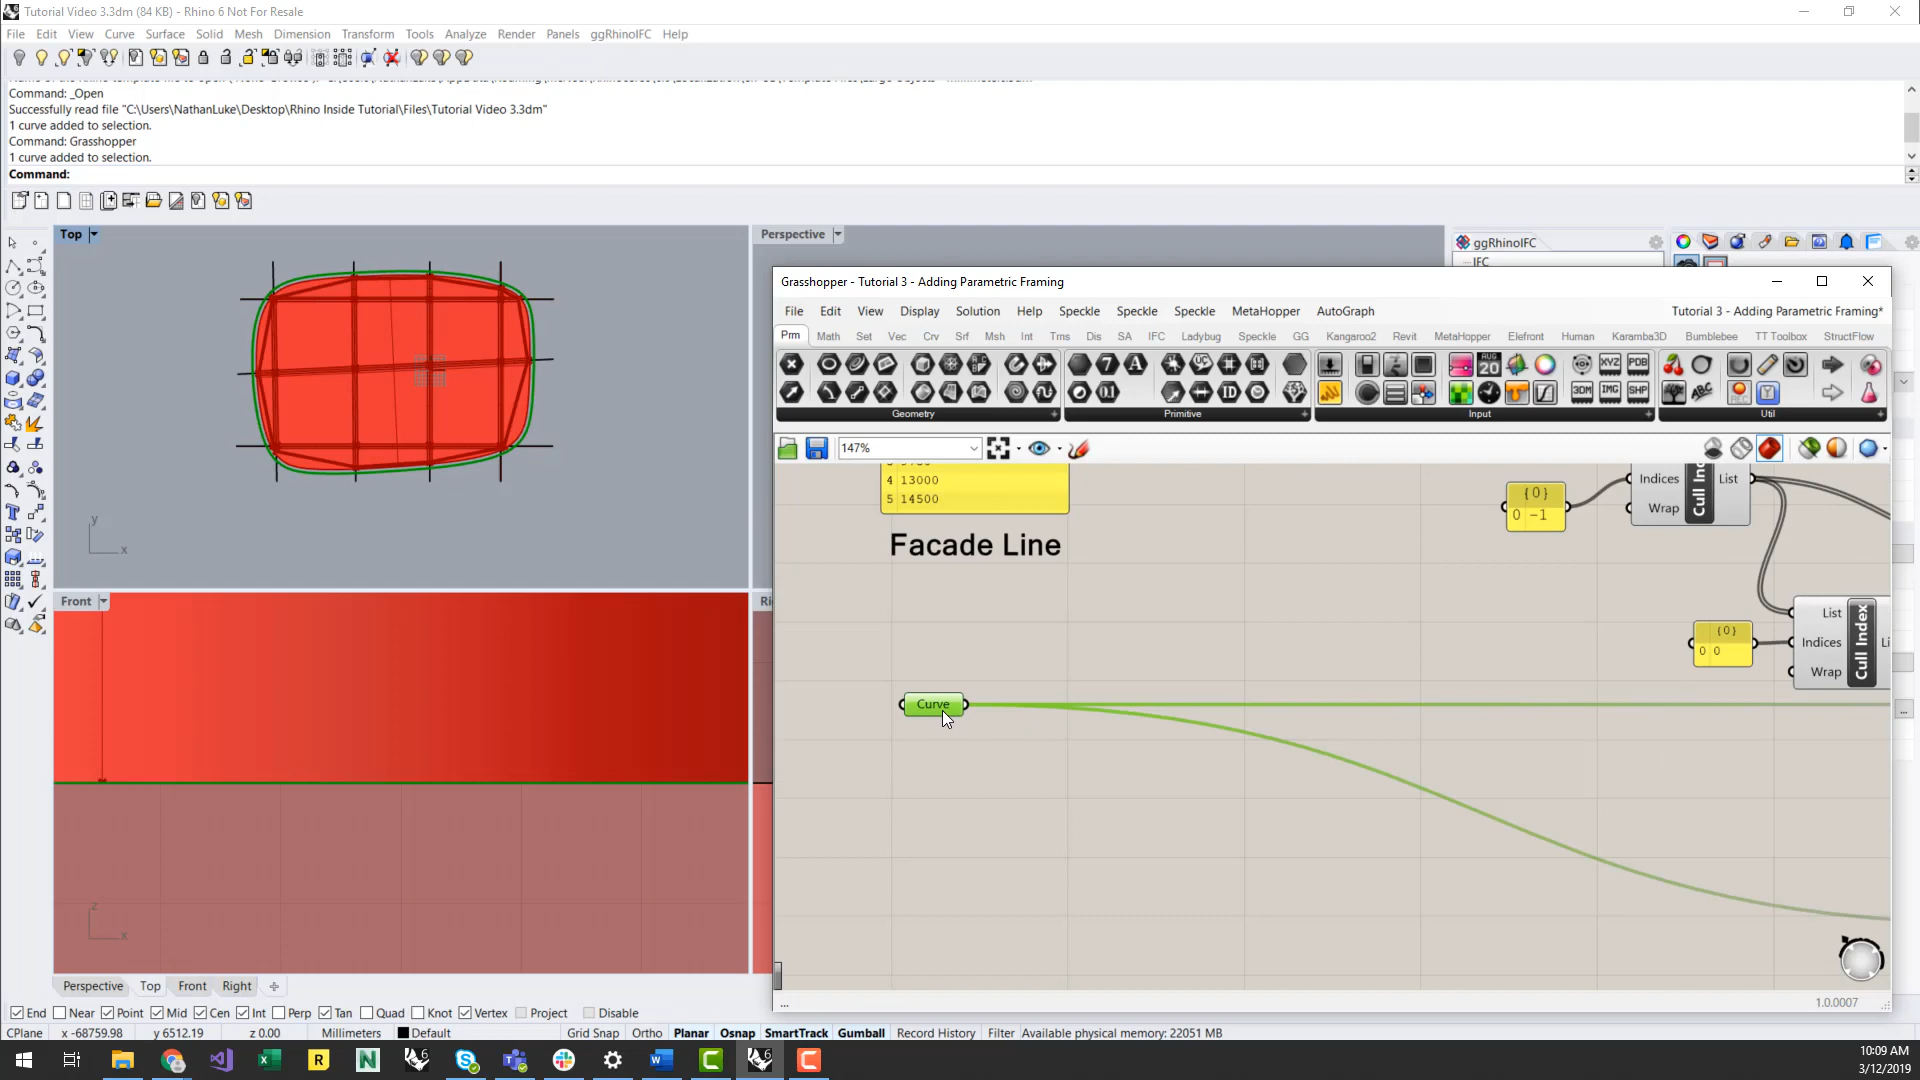 Tutorial Video 3.3dm (84 KB) - Rhino 6 Not For Resale
File Edit View Curve Surface Solid Mesh Dimension Transform Tools Analyze Render Panels ggRhinoIFC Help
Command: _Open
Successfully read file "C:\Users\NathanLuke\Desktop\Rhino Inside Tutorial\Files\Tutorial Video 3.3dm"
1 curve added to selection.
Command: Grasshopper
1 curve added to selection.
Command:
Top
Perspective
ggRhinoIFC
IFC
Grasshopper - Tutorial 3 - Adding Parametric Framing
File Edit View Display Solution Help Speckle Speckle Speckle MetaHopper AutoGraph Tutorial 3 - Adding Parametric Framing*
Prm Math Set Vec Crv Srf Msh Int Trns Dis SA IFC Ladybug Speckle GG Kangaroo2 Revit MetaHopper Elefront Human Karamba3D Bumblebee TT Toolbox StructFlow
Geometry Primitive Input Util
147%
4 13000
5 14500
{0}
0 -1
Indices
Wrap
List
Facade Line
{0}
0 0
List
Indices
Wrap
Cull Index
Curve
y
x
Front
z
x
Perspective Top Front Right
...
1.0.0007
End Near Point Mid Cen Int Perp Tan Quad Knot Vertex Project Disable
CPlane x -68759.98 y 6512.19 z 0.00 Millimeters Default Grid Snap Ortho Planar Osnap SmartTrack Gumball Record History Filter Available physical memory: 22051 MB
10:09 AM
3/12/2019